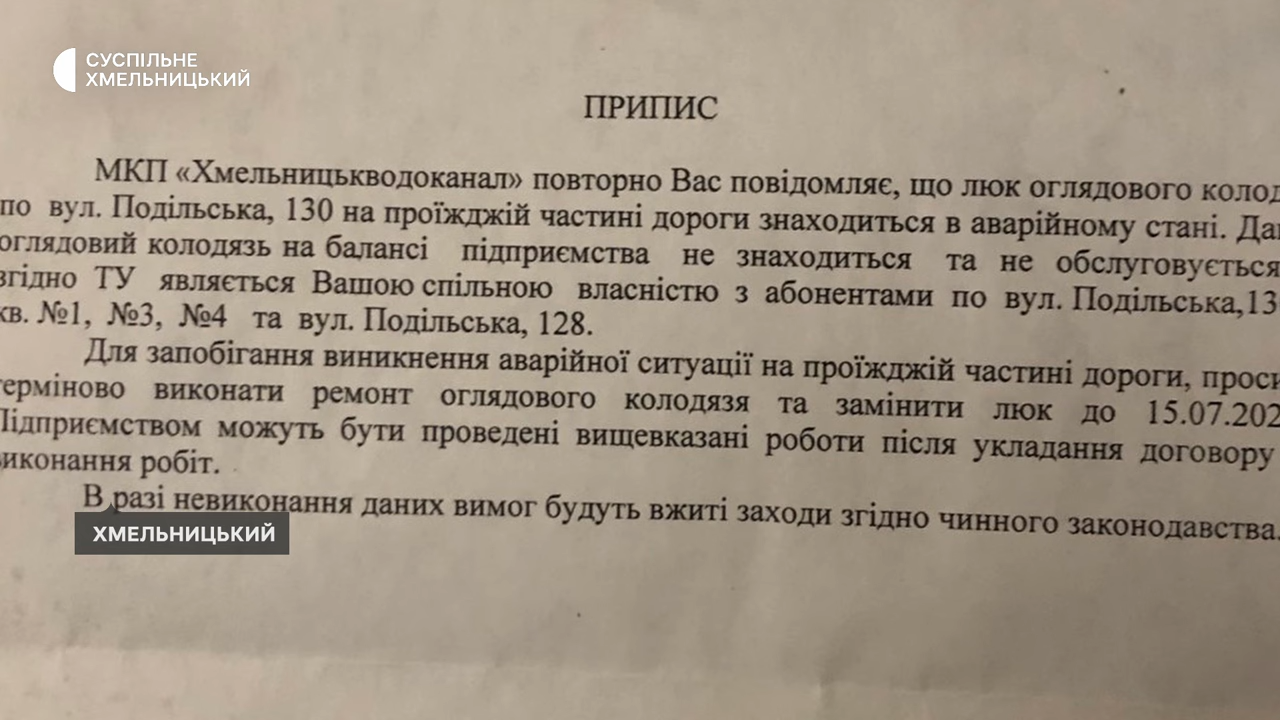 СУСПІЛЬНЕ
ХМЕЛЬНИЦЬКИЙ
ПРИПИС
МКП «Хмельницькводоканал» повторно Вас повідомляє, що люк оглядового колод
по вул. Подільська, 130 на проїжджій частині дороги знаходиться в аварійному стані. Дан
оглядовий колодязь на балансі підприємства не знаходиться та не обслуговується
згідно ТУ являється Вашою спільною власністю з абонентами по вул. Подільська,13
кв. №1, №3, №4 та вул. Подільська, 128.
Для запобігання виникнення аварійної ситуації на проїжджій частині дороги, проси
терміново виконати ремонт оглядового колодязя та замінити люк до 15.07.202
Підприємством можуть бути проведені вищевказані роботи після укладання договору
виконання робіт.
В разі невиконання даних вимог будуть вжиті заходи згідно чинного законодавства.
ХМЕЛЬНИЦЬКИЙ